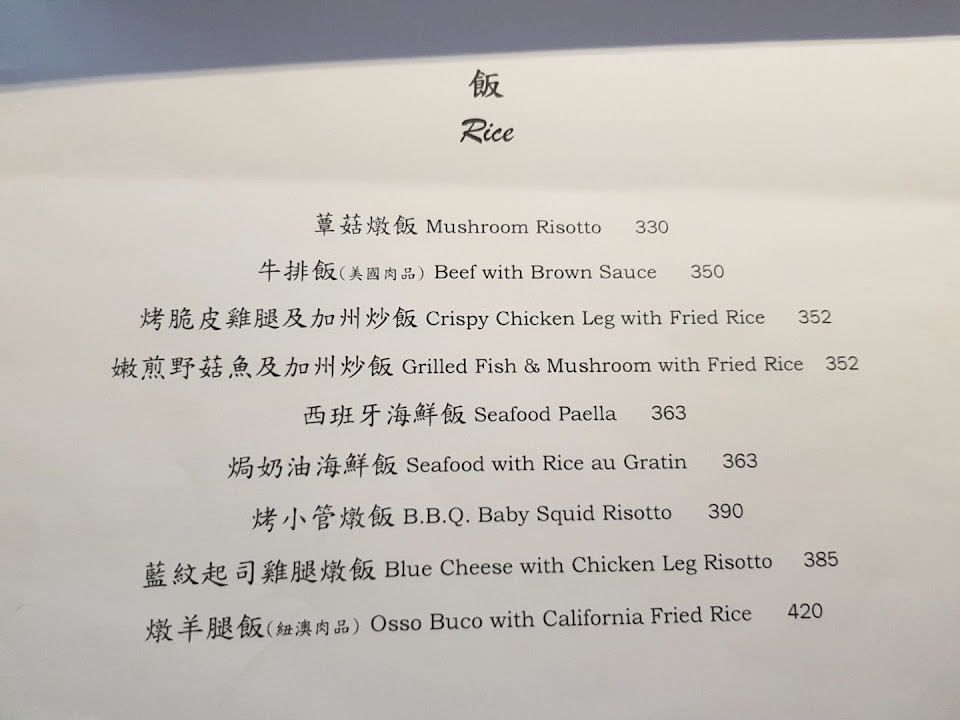 飯
Rice
蕈菇燉飯 Mushroom Risotto 330
牛排飯(美國肉品) Beef with Brown Sauce 350
烤脆皮雞腿及加州炒飯 Crispy Chicken Leg with Fried Rice 352
嫩煎野菇魚及加州炒飯 Grilled Fish & Mushroom with Fried Rice 352
西班牙海鮮飯 Seafood Paella 363
焗奶油海鮮飯 Seafood with Rice au Gratin 363
烤小管燉飯 B.B.Q. Baby Squid Risotto 390
藍紋起司雞腿燉飯 Blue Cheese with Chicken Leg Risotto 385
燉羊腿飯(紐澳肉品) Osso Buco with California Fried Rice 420